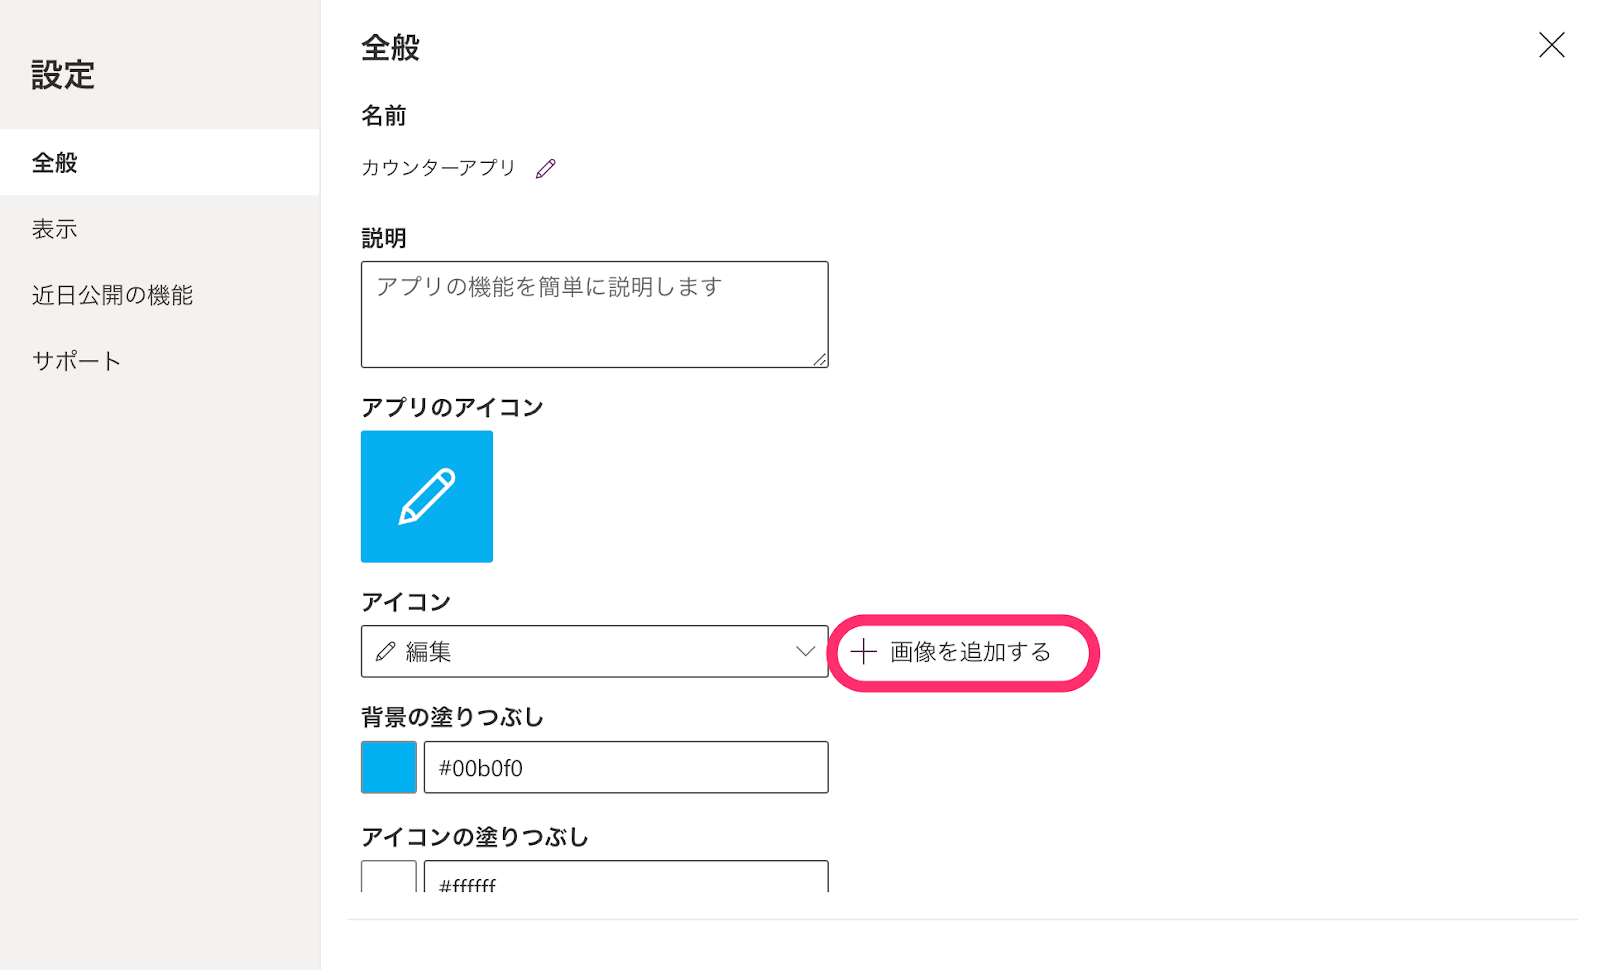 設定
全般
表示
近日公開の機能
サポート
全般
名前
カウンターアプリ
説明
アプリの機能を簡単に説明します
アプリのアイコン
アイコン
編集
画像を追加する
背景の塗りつぶし
#00b0f0
アイコンの塗りつぶし
#ffffff